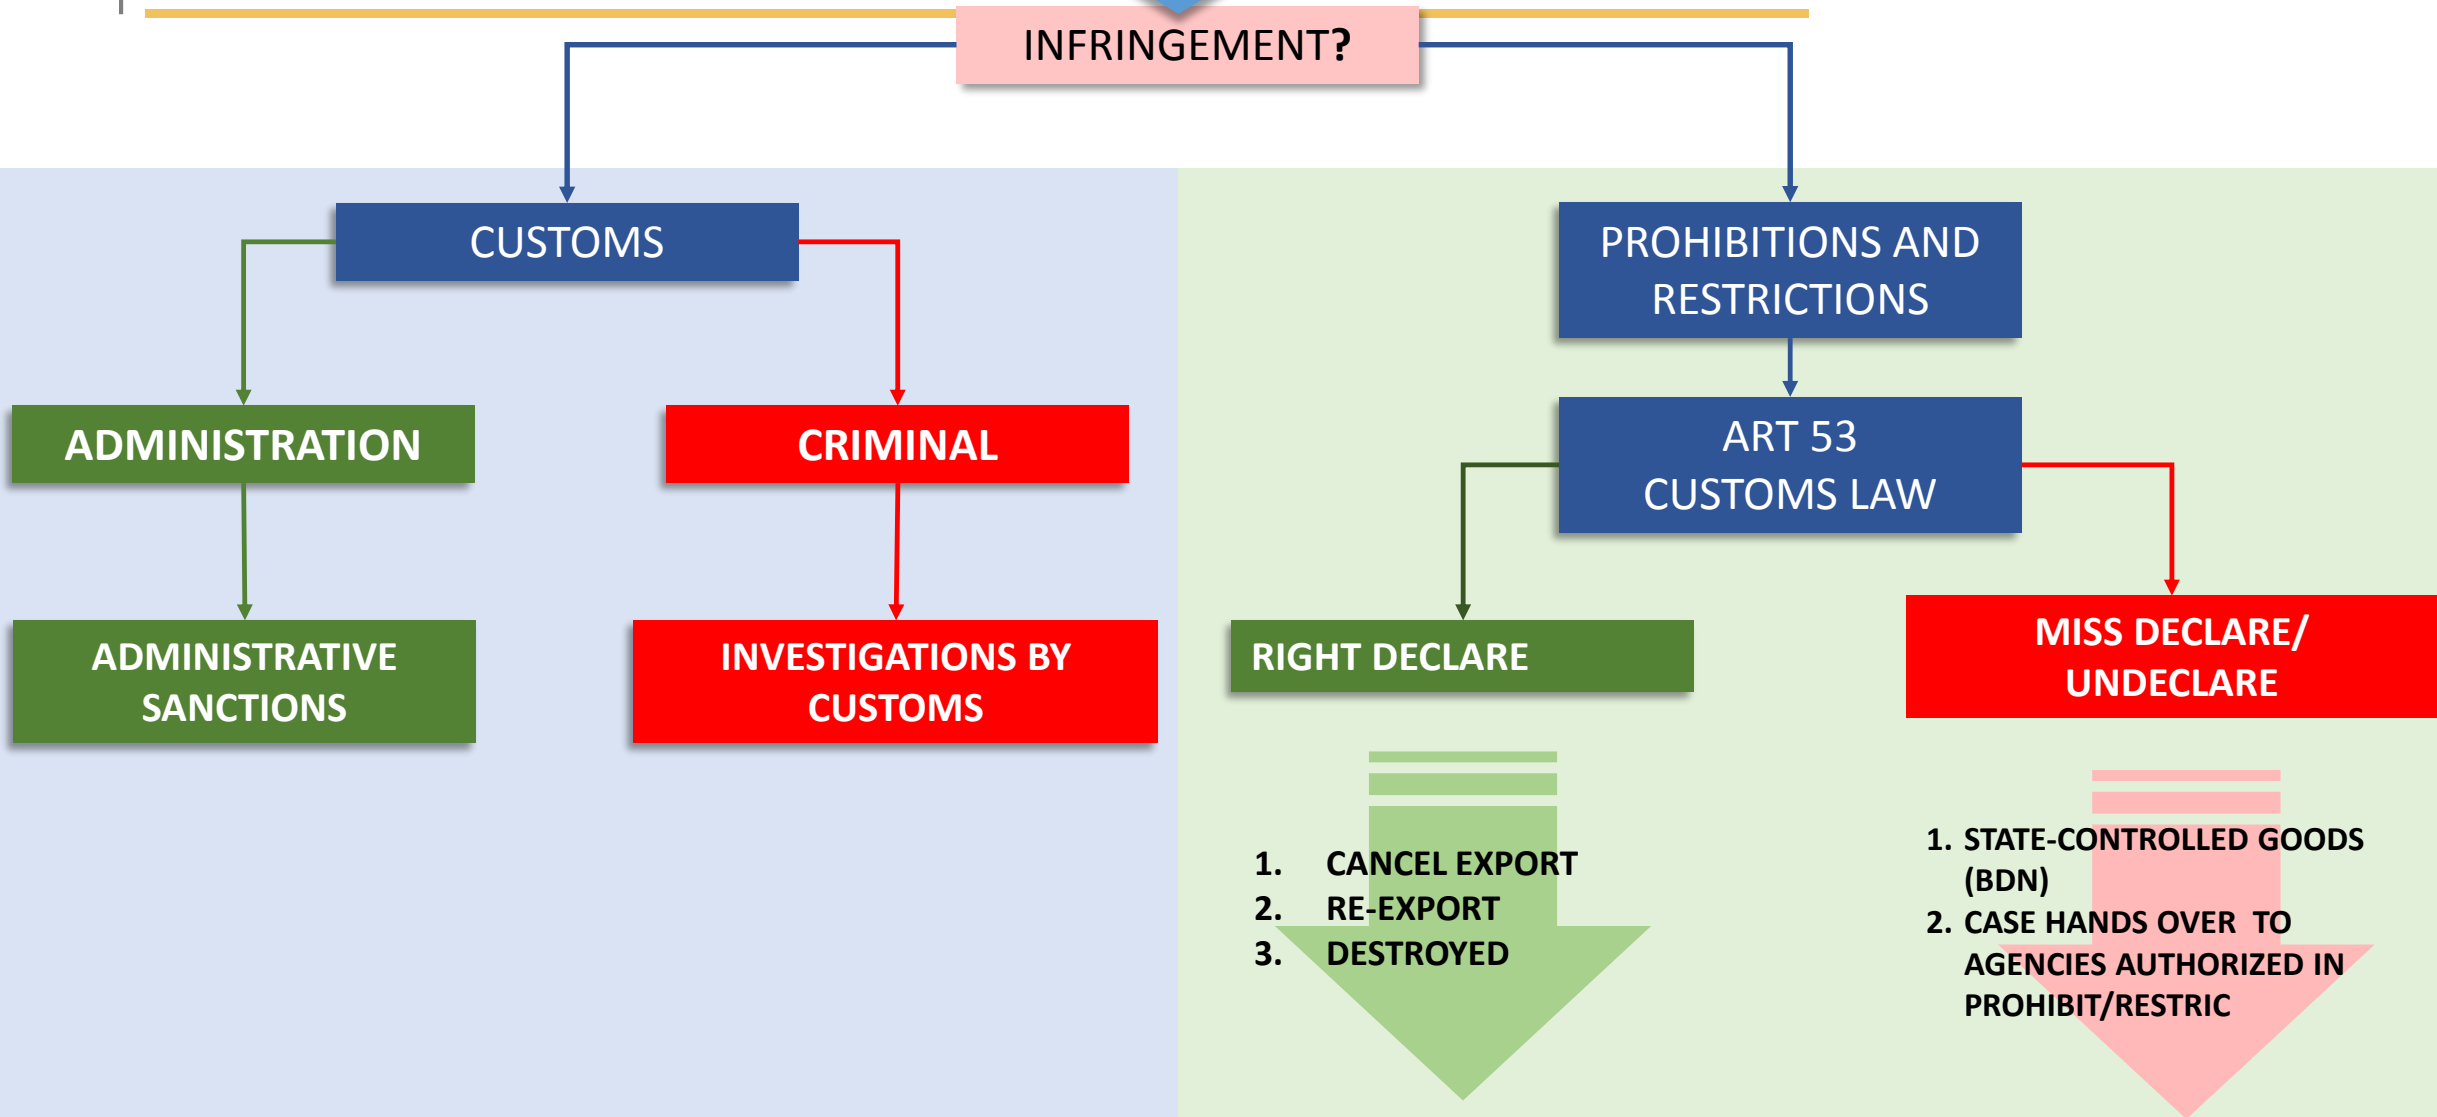 INFRINGEMENT?
CUSTOMS
PROHIBITIONS AND
RESTRICTIONS
ADMINISTRATION
CRIMINAL
ART 53
CUSTOMS LAW
ADMINISTRATIVE
SANCTIONS
INVESTIGATIONS BY
CUSTOMS
RIGHT DECLARE
MISS DECLARE/
UNDECLARE
1. CANCEL EXPORT
2. RE-EXPORT
3. DESTROYED
1. STATE-CONTROLLED GOODS
(BDN)
2. CASE HANDS OVER TO
AGENCIES AUTHORIZED IN
PROHIBIT/RESTRIC